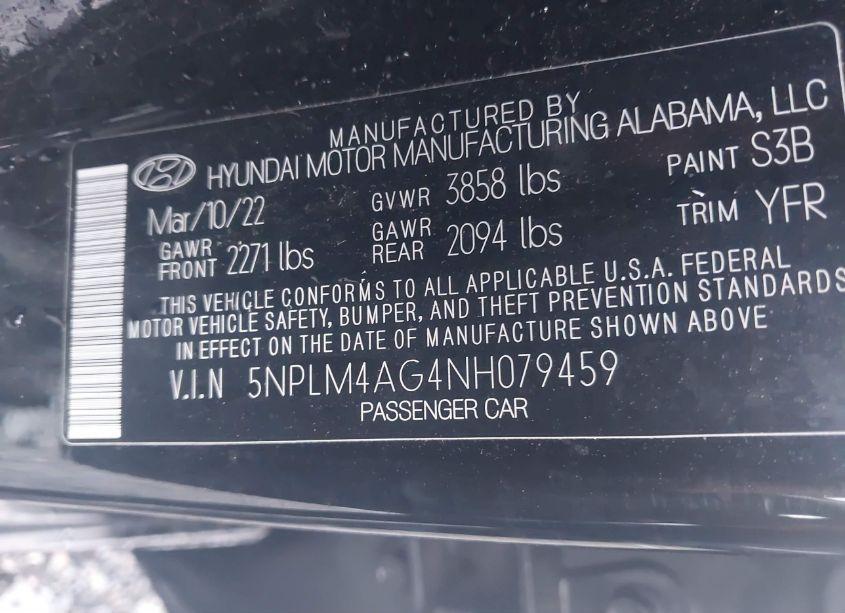 MANUFACTURED BY
HYUNDAI MOTOR MANUFACTURING ALABAMA, LLC
Mar/10/22 GVWR 3858 lbs PAINT S3B
GAWR FRONT 2271 lbs GAWR REAR 2094 lbs TRIM YFR
THIS VEHICLE CONFORMS TO ALL APPLICABLE U.S.A. FEDERAL
MOTOR VEHICLE SAFETY, BUMPER, AND THEFT PREVENTION STANDARDS
IN EFFECT ON THE DATE OF MANUFACTURE SHOWN ABOVE
V.I.N 5NPLM4AG4NH079459
PASSENGER CAR